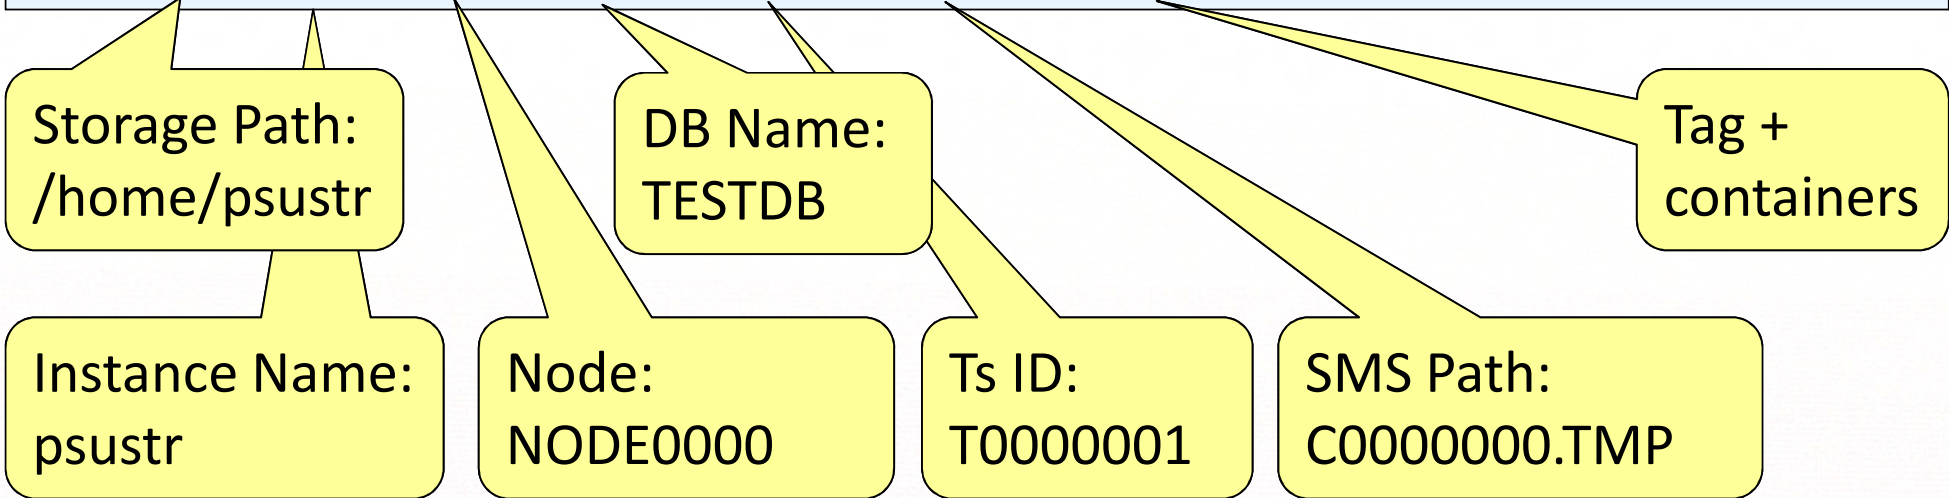 Storage Path:
/home/psustr
DB Name:
TESTDB
Tag +
containers
Instance Name:
psustr
Node:
NODE0000
Ts ID:
T0000001
SMS Path:
C0000000.TMP